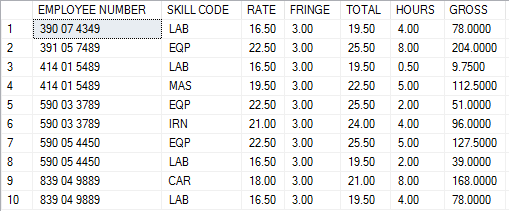 EMPLOYEE NUMBER SKILL CODE RATE FRINGE TOTAL HOURS GROSS
1 390 07 4349 LAB 16.50 3.00 19.50 4.00 78.0000
2 391 05 7489 EQP 22.50 3.00 25.50 8.00 204.0000
3 414 01 5489 LAB 16.50 3.00 19.50 0.50 9.7500
4 414 01 5489 MAS 19.50 3.00 22.50 5.00 112.5000
5 590 03 3789 EQP 22.50 3.00 25.50 2.00 51.0000
6 590 03 3789 IRN 21.00 3.00 24.00 4.00 96.0000
7 590 05 4450 EQP 22.50 3.00 25.50 5.00 127.5000
8 590 05 4450 LAB 16.50 3.00 19.50 2.00 39.0000
9 839 04 9889 CAR 18.00 3.00 21.00 8.00 168.0000
10 839 04 9889 LAB 16.50 3.00 19.50 4.00 78.0000